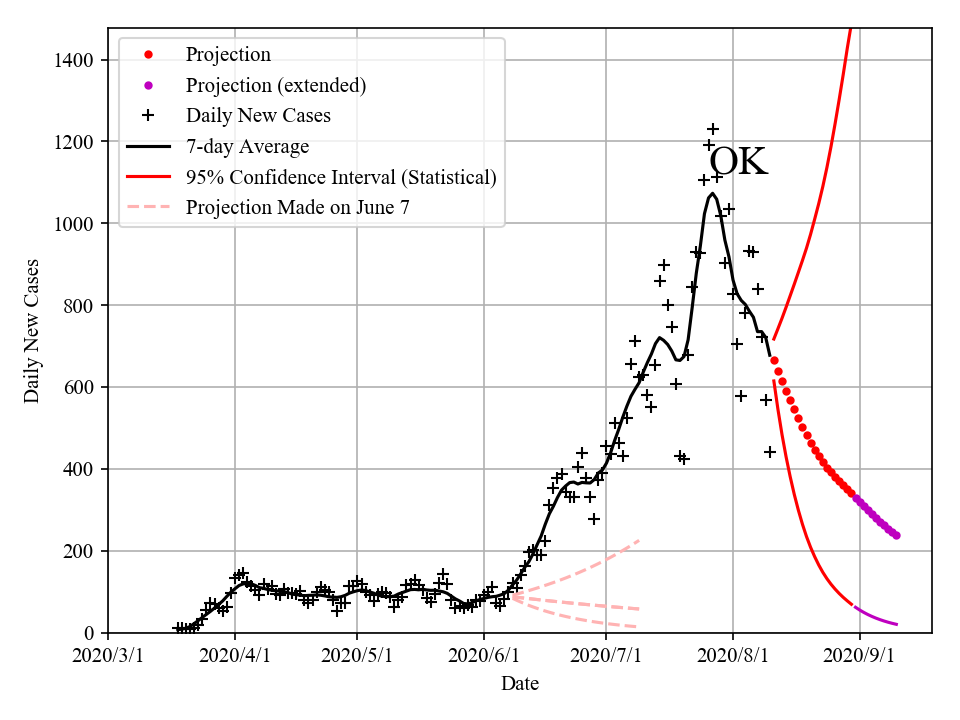 1400
1200
1000
800
600
400
200
0
Daily New Cases
Projection
Projection (extended)
Daily New Cases
7-day Average
95% Confidence Interval (Statistical)
Projection Made on June 7
OK
2020/3/1 2020/4/1 2020/5/1 2020/6/1 2020/7/1 2020/8/1 2020/9/1
Date